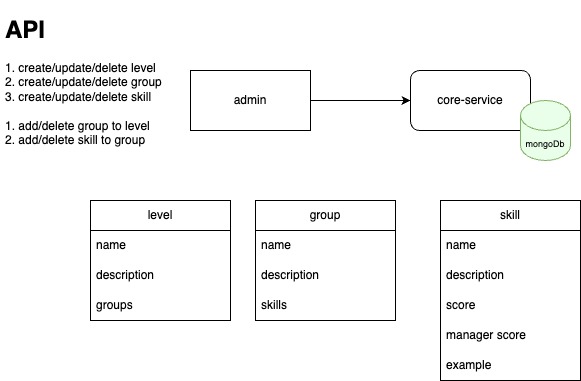 API
1. create/update/delete level
2. create/update/delete group
3. create/update/delete skill
1. add/delete group to level
2. add/delete skill to group
admin
core-service
mongoDb
level
name
description
groups
group
name
description
skills
skill
name
description
score
manager score
example